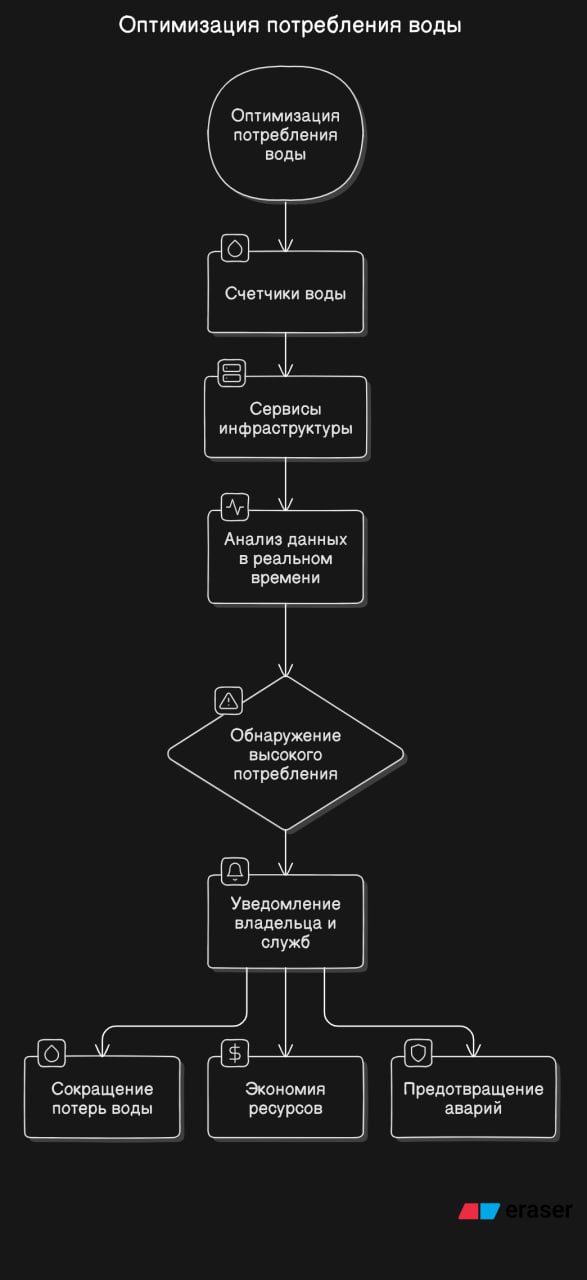 Оптимизация потребления воды
Оптимизация
потребления
воды
Счетчики воды
Сервисы
инфраструктуры
Анализ данных
в реальном
времени
Обнаружение
высокого
потребления
Уведомление
владельца и
служб
Сокращение
потерь воды
Экономия
ресурсов
Предотвращение
аварий
eraser